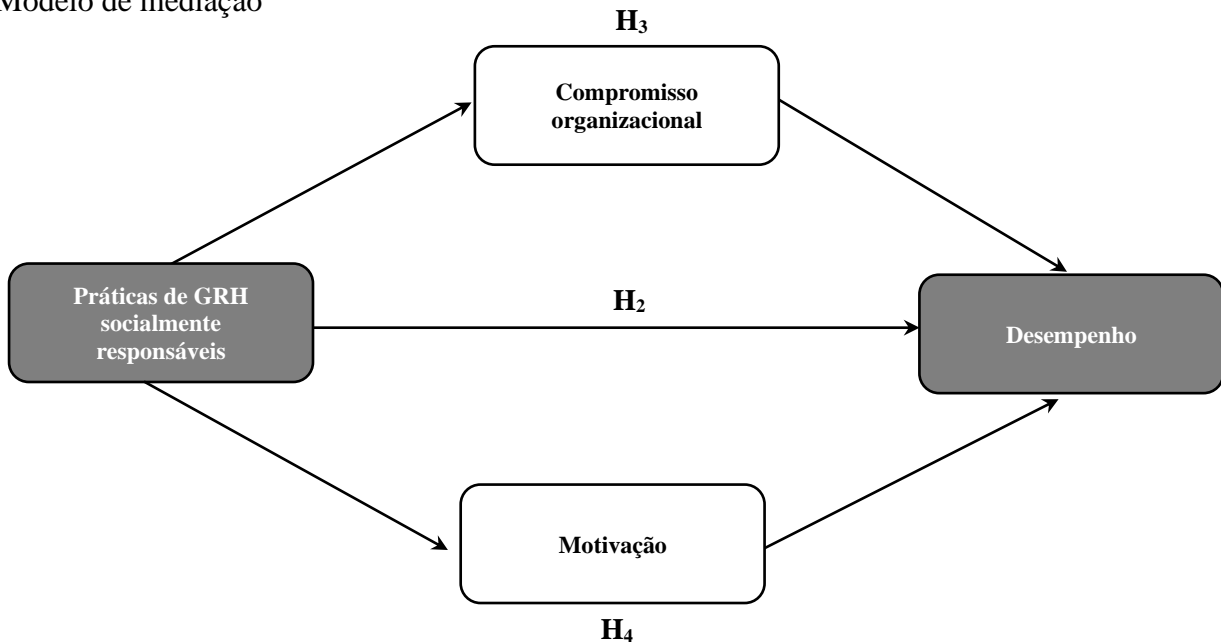 Modelo de mediação
H₃
Compromisso
organizacional
Práticas de GRH
socialmente
responsáveis
H₂
Desempenho
Motivação
H₄